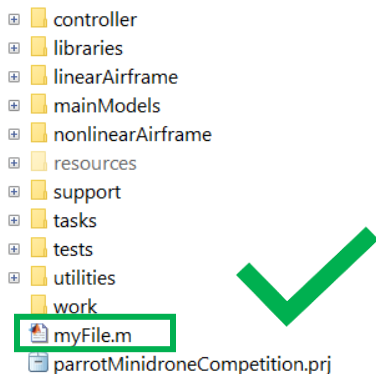 controller
libraries
linearAirframe
mainModels
nonlinearAirframe
resources
support
tasks
tests
utilities
work
myFile.m
parrotMinidroneCompetition.prj